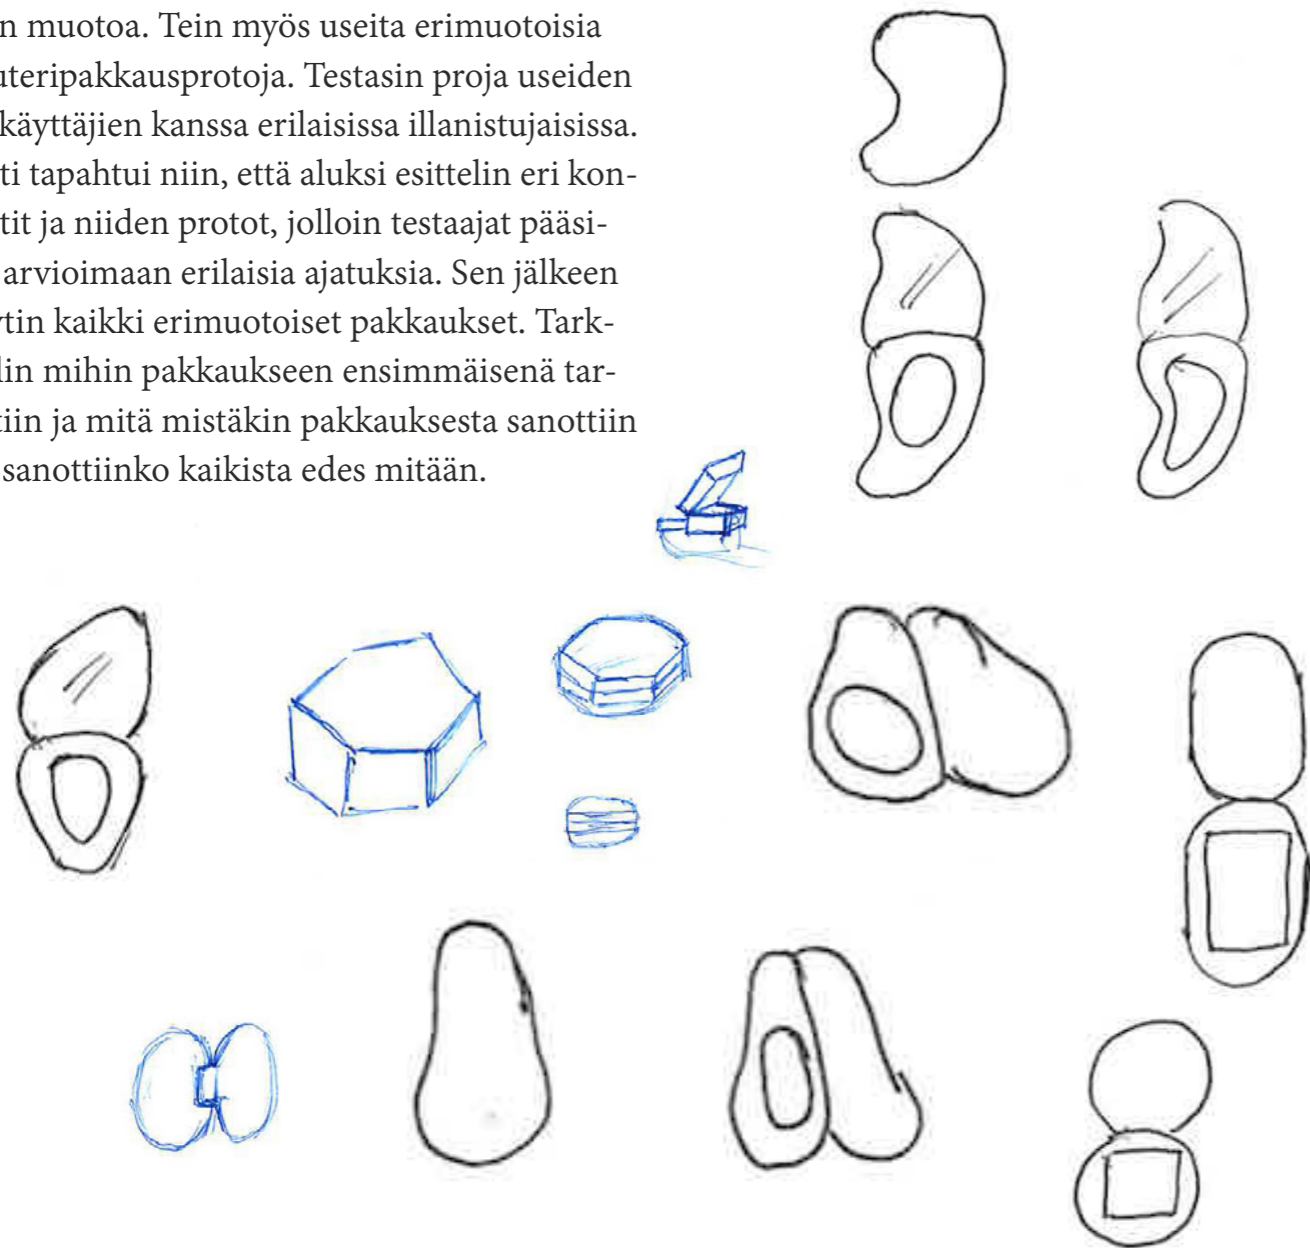 n muotoa. Tein myös useita erimuotoisia
uteripakkausprotoja. Testasin proja useiden
käyttäjien kanssa erilaisissa illanistujaisissa.
ti tapahtui niin, että aluksi esittelin eri kon-
tit ja niiden protot, jolloin testaajat pääsi-
arvioimaan erilaisia ajatuksia. Sen jälkeen
ytin kaikki erimuotoiset pakkaukset. Tark-
lin mihin pakkaukseen ensimmäisenä tar-
tiin ja mitä mistäkin pakkauksesta sanottiin
sanottiinko kaikista edes mitään.